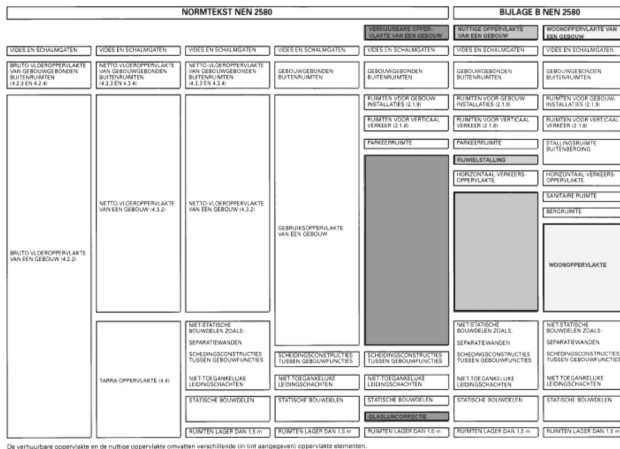 NORMTEKST NEN 2580
BIJLAGE B NEN 2580
VERHUURBARE OPPER-
VLAKTE VAN EEN GEBOUW
NUTTIGE OPPERVLAKTE
VAN EEN GEBOUW
WOONOPPERVLAKTE VAN
EEN GEBOUW
VIDES EN SCHALMGATEN
VIDES EN SCHALMGATEN
VIDES EN SCHALMGATEN
VIDES EN SCHALMGATEN
VIDES EN SCHALMGATEN
VIDES EN SCHALMGATEN
VIDES EN SCHALMGATEN
BRUTO-VLOEROPPERVLAKTE
VAN GEBOUWGEBONDEN
BUITENRUIMTEN
(4.2.3 EN 4.2.4)
NETTO-VLOEROPPERVLAKTE
VAN GEBOUWGEBONDEN
BUITENRUIMTEN
(4.3.3 EN 4.3.4)
NETTO-VLOEROPPERVLAKTE
VAN GEBOUWGEBONDEN
BUITENRUIMTEN
(4.3.3 EN 4.3.4)
GEBOUWGEBONDEN
BUITENRUIMTEN
GEBOUWGEBONDEN
BUITENRUIMTEN
GEBOUWGEBONDEN
BUITENRUIMTEN
GEBOUWGEBONDEN
BUITENRUIMTEN
RUIMTEN VOOR GEBOUW-
INSTALLATIES (2.1.9)
RUIMTEN VOOR GEBOUW-
INSTALLATIES (2.1.9)
RUIMTEN VOOR GEBOUW-
INSTALLATIES (2.1.9)
RUIMTEN VOOR VERTICAAL
VERKEER (2.1.8)
RUIMTEN VOOR VERTICAAL
VERKEER (2.1.8)
RUIMTEN VOOR VERTICAAL
VERKEER (2.1.8)
PARKEERRUIMTE
PARKEERRUIMTE
STALLINGSRUIMTE
BUITENBERGING
RIJWIELSTALLING
HORIZONTAAL VERKEERS-
OPPERVLAKTE
HORIZONTAAL VERKEERS-
OPPERVLAKTE
SANITAIRE RUIMTE
BERGRUIMTE
NETTO-VLOEROPPERVLAKTE
VAN EEN GEBOUW (4.3.2)
NETTO-VLOEROPPERVLAKTE
VAN EEN GEBOUW (4.3.2)
GEBRUIKSOPPERVLAKTE
VAN EEN GEBOUW
BRUTO-VLOEROPPERVLAKTE
VAN EEN GEBOUW (4.2.2)
WOONOPPERVLAKTE
TARRA OPPERVLAKTE (4.4)
NIET-STATISCHE
BOUWDELEN ZOALS:
SEPARATIEWANDEN
SCHEIDINGSCONSTRUCTIES
TUSSEN GEBOUWFUNCTIES
NIET-TOEGANKELIJKE
LEIDINGSCHACHTEN
SCHEIDINGSCONSTRUCTIES
TUSSEN GEBOUWFUNCTIES
NIET-TOEGANKELIJKE
LEIDINGSCHACHTEN
SCHEIDINGSCONSTRUCTIES
TUSSEN GEBOUWFUNCTIES
NIET-TOEGANKELIJKE
LEIDINGSCHACHTEN
NIET-STATISCHE
BOUWDELEN ZOALS:
SEPARATIEWANDEN
SCHEIDINGSCONSTRUCTIES
TUSSEN GEBOUWFUNCTIES
NIET-TOEGANKELIJKE
LEIDINGSCHACHTEN
NIET-STATISCHE
BOUWDELEN ZOALS:
SEPARATIEWANDEN
SCHEIDINGSCONSTRUCTIES
TUSSEN GEBOUWFUNCTIES
NIET-TOEGANKELIJKE
LEIDINGSCHACHTEN
STATISCHE BOUWDELEN
STATISCHE BOUWDELEN
STATISCHE BOUWDELEN
STATISCHE BOUWDELEN
STATISCHE BOUWDELEN
GLASLIJNCORRECTIE
RUIMTEN LAGER DAN 1,5 m
RUIMTEN LAGER DAN 1,5 m
RUIMTEN LAGER DAN 1,5 m
RUIMTEN LAGER DAN 1,5 m
De verhuurbare oppervlakte en de nuttige oppervlakte omvatten verschillende (in tint aangegeven) oppervlakte elementen.